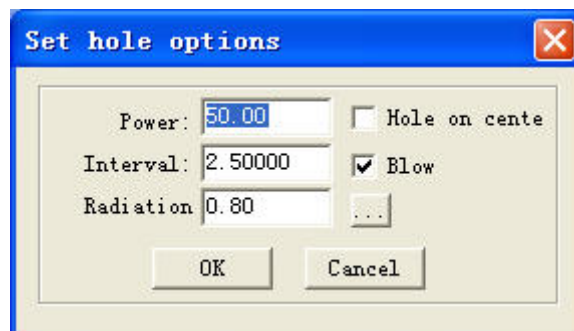 Set hole options
Power: 50.00 Hole on cente
Interval: 2.50000 Blow
Radiation 0.80 ...
OK Cancel